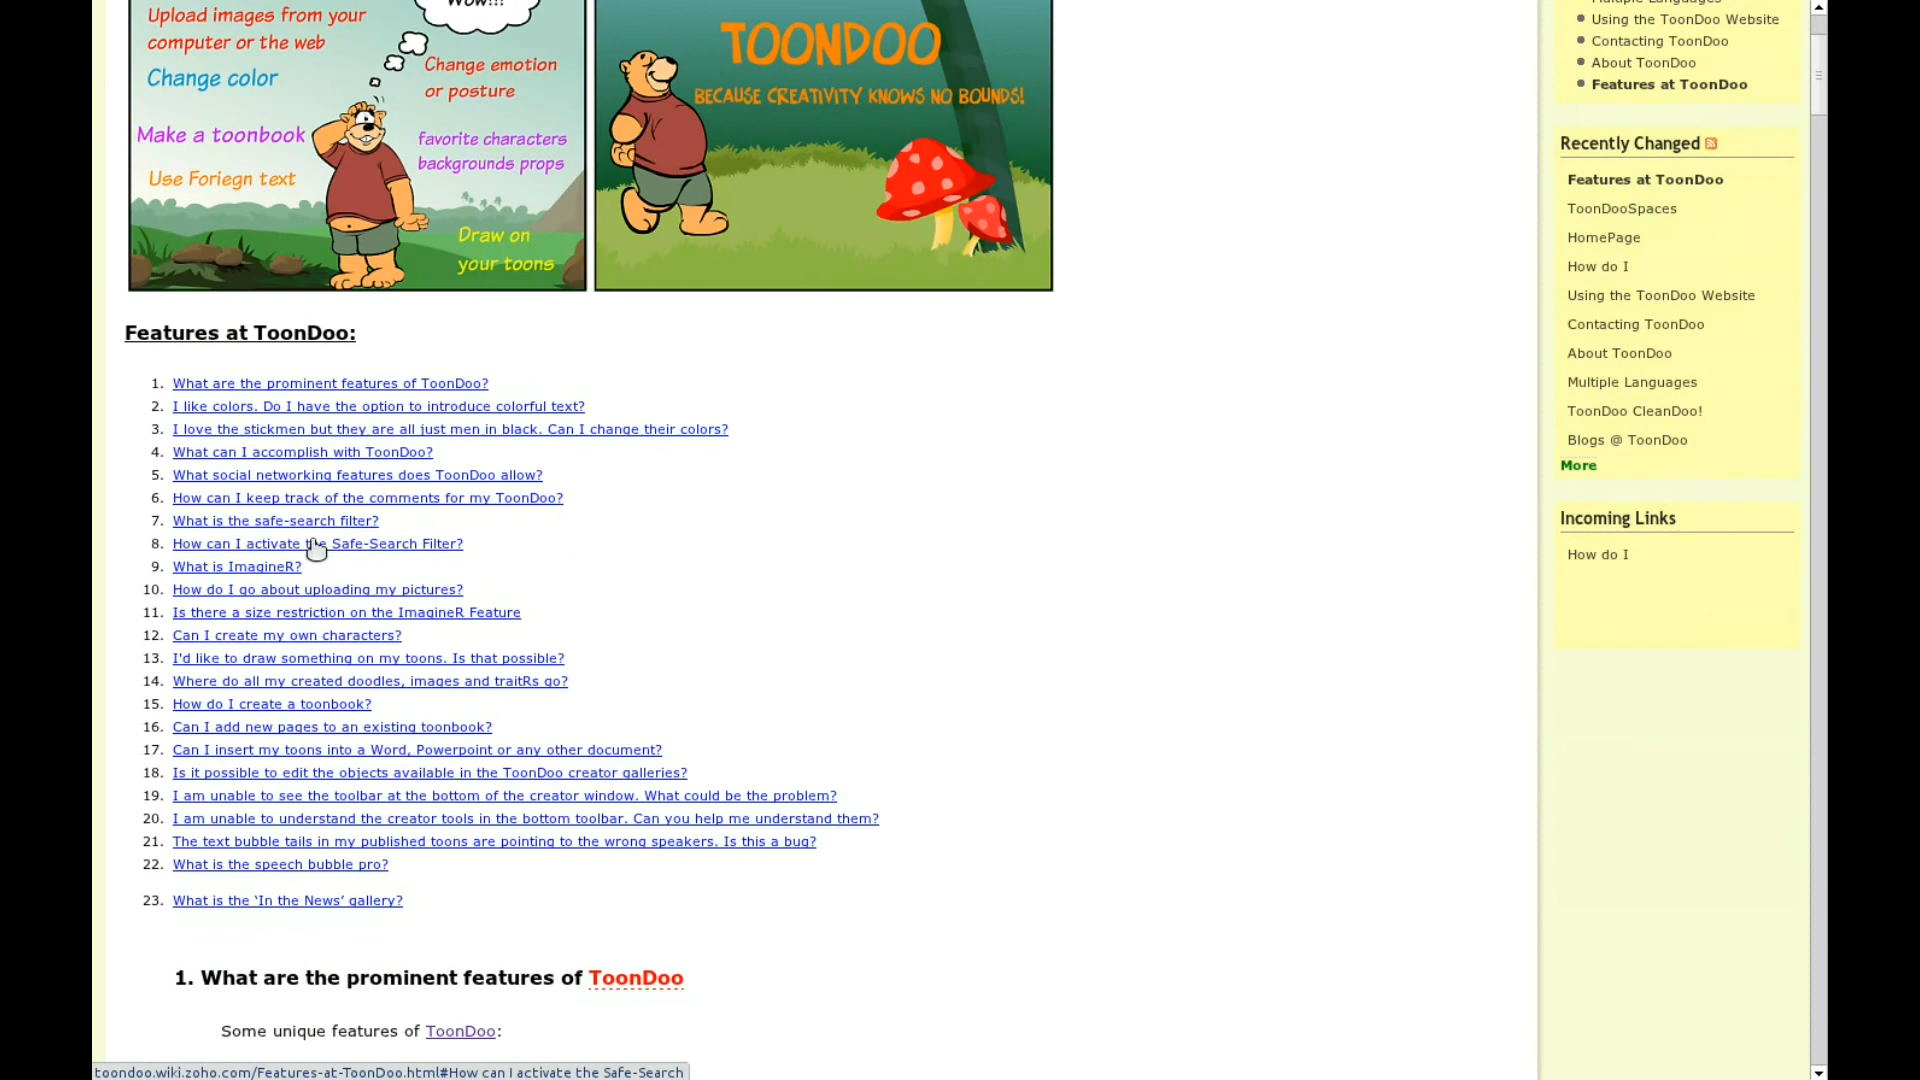 Wow!!!
Upload images from your
computer or the web
Change color
Change emotion
or posture
Make a toonbook
favorite characters
backgrounds props
Use Foriegn text
Draw on
your toons
TOONDOO
BECAUSE CREATIVITY KNOWS NO BOUNDS!
Features at ToonDoo:
1. What are the prominent features of ToonDoo?
2. I like colors. Do I have the option to introduce colorful text?
3. I love the stickmen but they are all just men in black. Can I change their colors?
4. What can I accomplish with ToonDoo?
5. What social networking features does ToonDoo allow?
6. How can I keep track of the comments for my ToonDoo?
7. What is the safe-search filter?
8. How can I activate the Safe-Search Filter?
9. What is ImagineR?
10. How do I go about uploading my pictures?
11. Is there a size restriction on the ImagineR Feature
12. Can I create my own characters?
13. I'd like to draw something on my toons. Is that possible?
14. Where do all my created doodles, images and traitRs go?
15. How do I create a toonbook?
16. Can I add new pages to an existing toonbook?
17. Can I insert my toons into a Word, Powerpoint or any other document?
18. Is it possible to edit the objects available in the ToonDoo creator galleries?
19. I am unable to see the toolbar at the bottom of the creator window. What could be the problem?
20. I am unable to understand the creator tools in the bottom toolbar. Can you help me understand them?
21. The text bubble tails in my published toons are pointing to the wrong speakers. Is this a bug?
22. What is the speech bubble pro?
23. What is the ‘In the News’ gallery?
1. What are the prominent features of ToonDoo
Some unique features of ToonDoo:
toondoo.wiki.zoho.com/Features-at-ToonDoo.html#How can I activate the Safe-Search
Multiple Languages
Using the ToonDoo Website
Contacting ToonDoo
About ToonDoo
Features at ToonDoo
Recently Changed
Features at ToonDoo
ToonDooSpaces
HomePage
How do I
Using the ToonDoo Website
Contacting ToonDoo
About ToonDoo
Multiple Languages
ToonDoo CleanDoo!
Blogs @ ToonDoo
More
Incoming Links
How do I